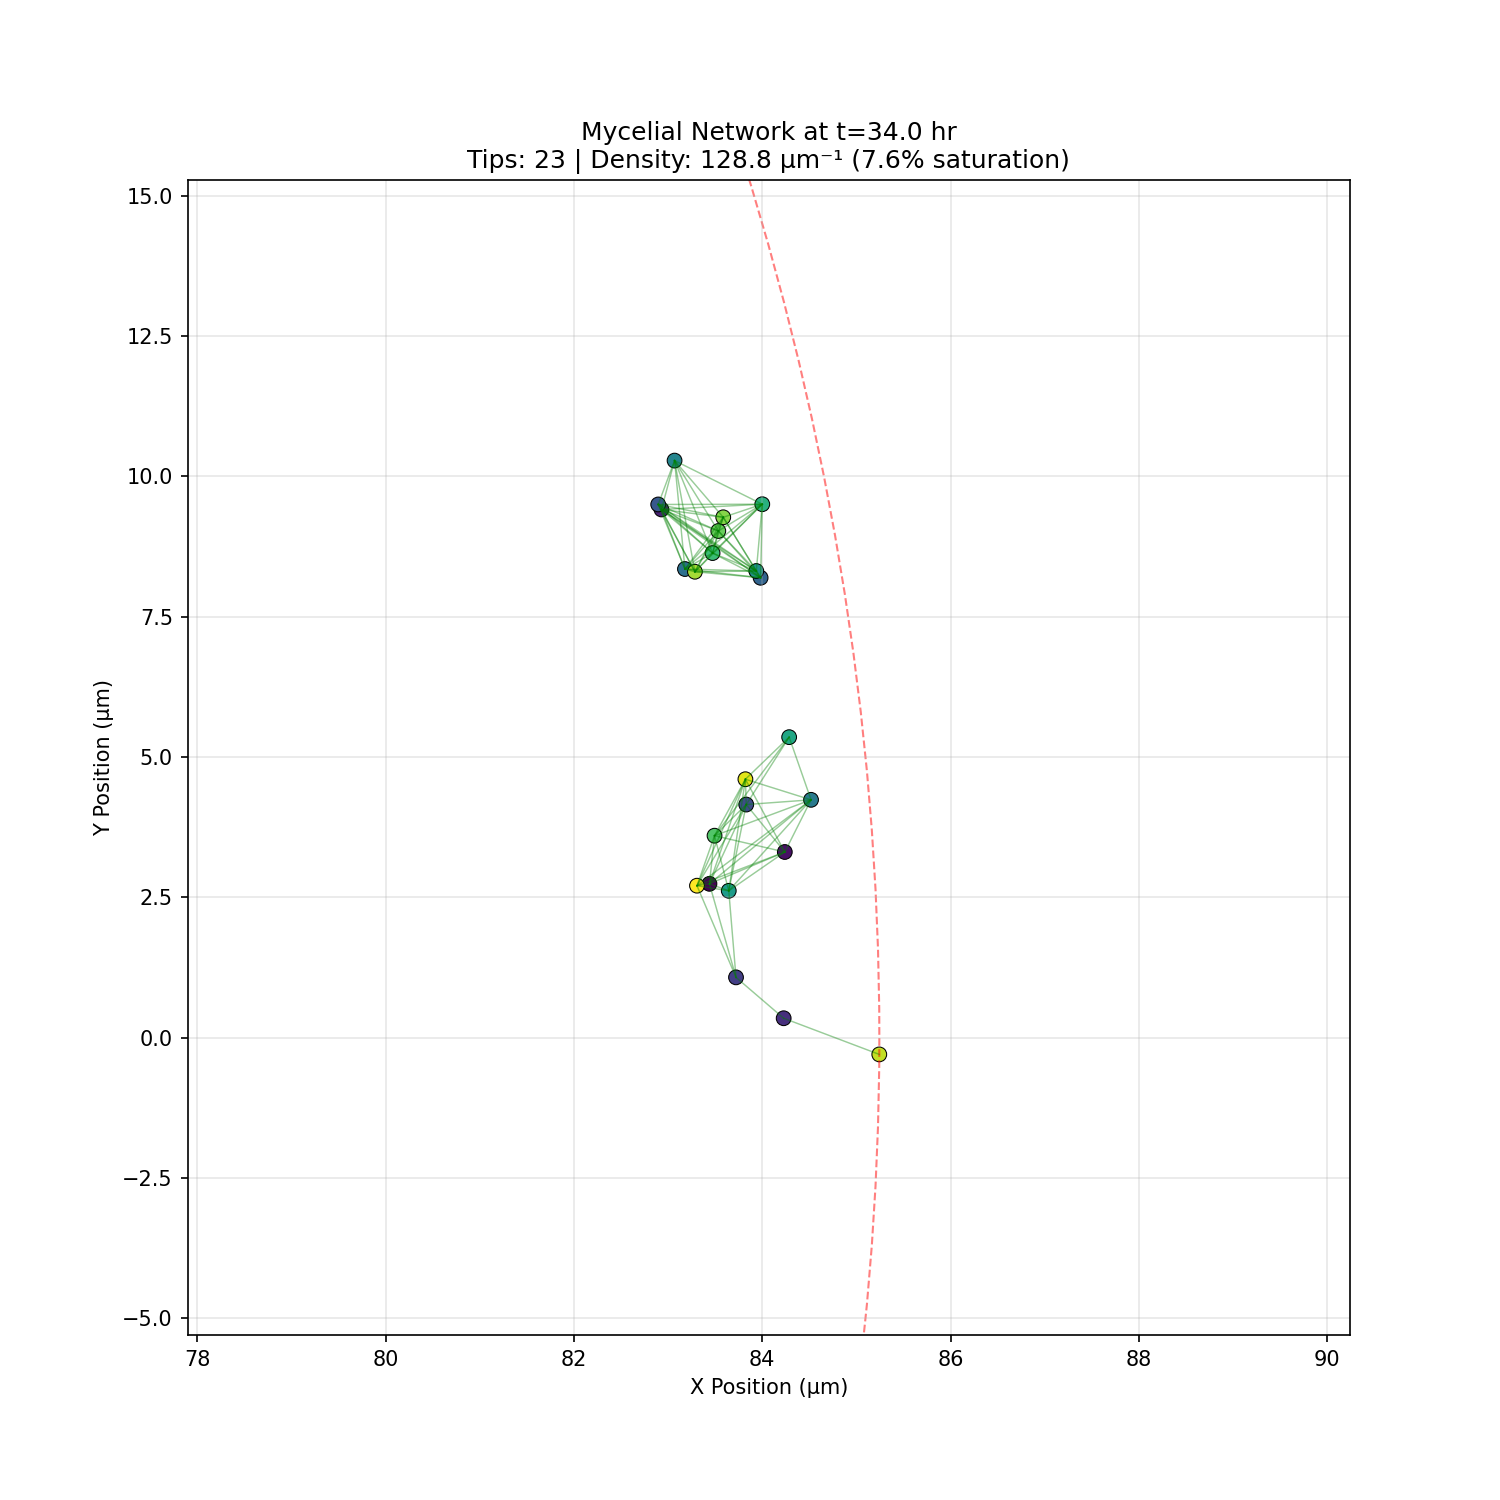 Mycelial Network at t=34.0 hr
Tips: 23 | Density: 128.8 μm⁻¹ (7.6% saturation)
15.0
12.5
10.0
7.5
5.0
2.5
0.0
−2.5
−5.0
Y Position (μm)
78 80 82 84 86 88 90
X Position (μm)